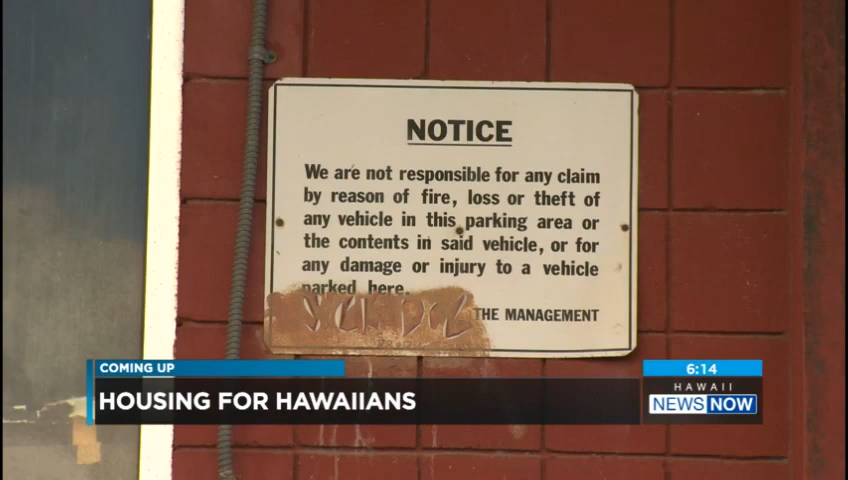 NOTICE
We are not responsible for any claim
by reason of fire, loss or theft of
any vehicle in this parking area or
the contents in said vehicle, or for
any damage or injury to a vehicle
parked here.
THE MANAGEMENT
COMING UP
HOUSING FOR HAWAIIANS
6:14
HAWAII
NEWS NOW